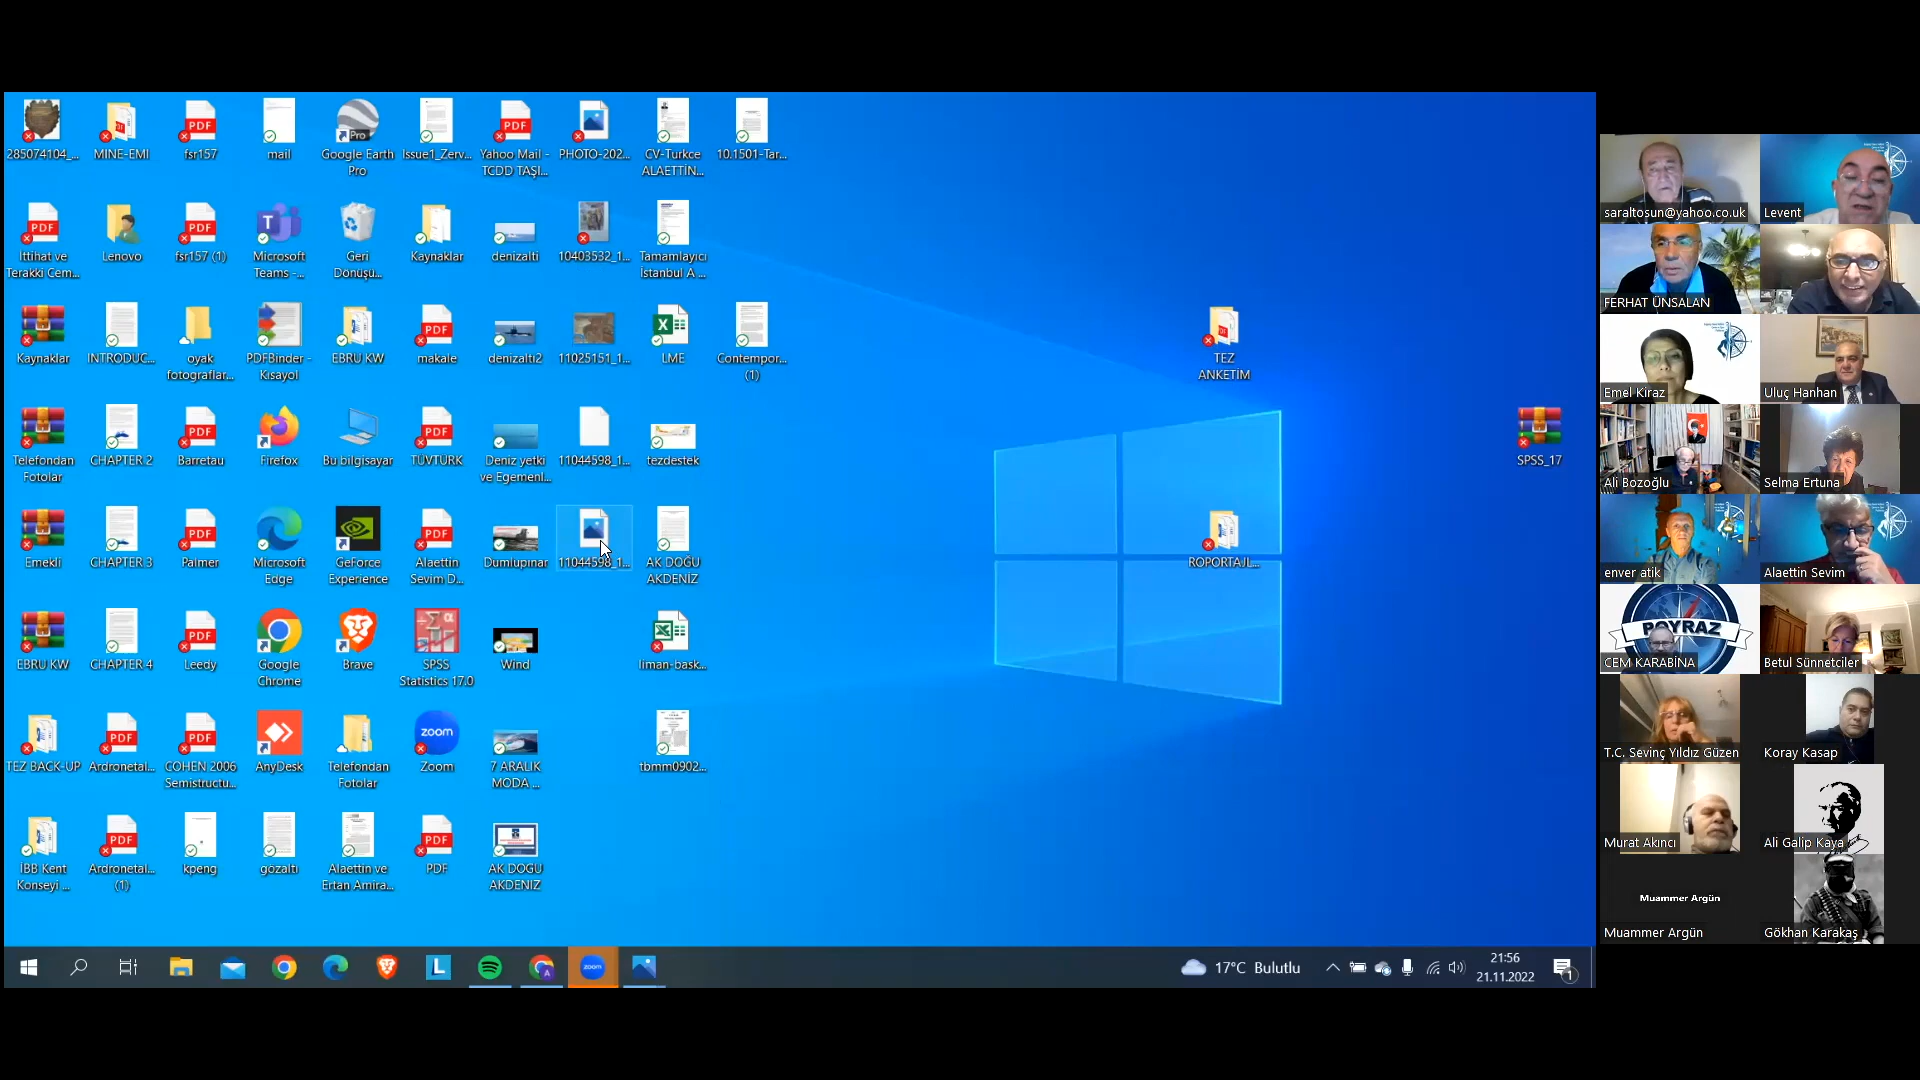 285074104_...
MINE-EMI
fsr157
mail
Google Earth
Pro
Issue1_Zerv...
Yahoo Mail -
TCDD TAŞI...
PHOTO-202...
CV-Turkce
ALAETTİN...
10.1501-Tar...
İttihat ve
Terakki Cem...
Lenovo
fsr157 (1)
Microsoft
Teams -...
Geri
Dönüşü...
Kaynaklar
denizalti
10403532_1...
Tamamlayıcı
İstanbul A ...
Kaynaklar
INTRODUC...
oyak
fotograflar...
PDFBinder -
Kısayol
EBRU KW
makale
denizalti2
11025151_1...
LME
Contempor...
(1)
TEZ
ANKETİM
Telefondan
Fotolar
CHAPTER 2
Barretau
Firefox
Bu bilgisayar
TÜVTÜRK
Deniz yetki
ve Egemenl...
11044598_1...
tezdestek
SPSS_17
Emekli
CHAPTER 3
Palmer
Microsoft
Edge
GeForce
Experience
Alaettin
Sevim D...
Dumlupınar
11044598_1...
AK DOĞU
AKDENİZ
ROPORTAJL...
EBRU KW
CHAPTER 4
Leedy
Google
Chrome
Brave
SPSS
Statistics 17.0
Wind
liman-bask...
TEZ BACK-UP
Ardronetal...
COHEN 2006
Semistructu...
AnyDesk
Telefondan
Fotolar
Zoom
7 ARALIK
MODA ...
tbmm0902...
İBB Kent
Konseyi ...
Ardronetal...
(1)
kpeng
gözaltı
Alaettin ve
Ertan Amira...
PDF
AK DOGU
AKDENIZ
17°C Bulutlu
21:56
21.11.2022
1
saraltosun@yahoo.co.uk
Levent
FERHAT ÜNSALAN
Emel Kiraz
Uluç Hanhan
Ali Bozoğlu
Selma Ertuna
enver atik
Alaettin Sevim
POYRAZ
CEM KARABİNA
Betul Sünnetciler
T.C. Sevinç Yıldız Güzen
Koray Kasap
Murat Akıncı
Ali Galip Kaya
Muammer Argün
Muammer Argün
Gökhan Karakaş